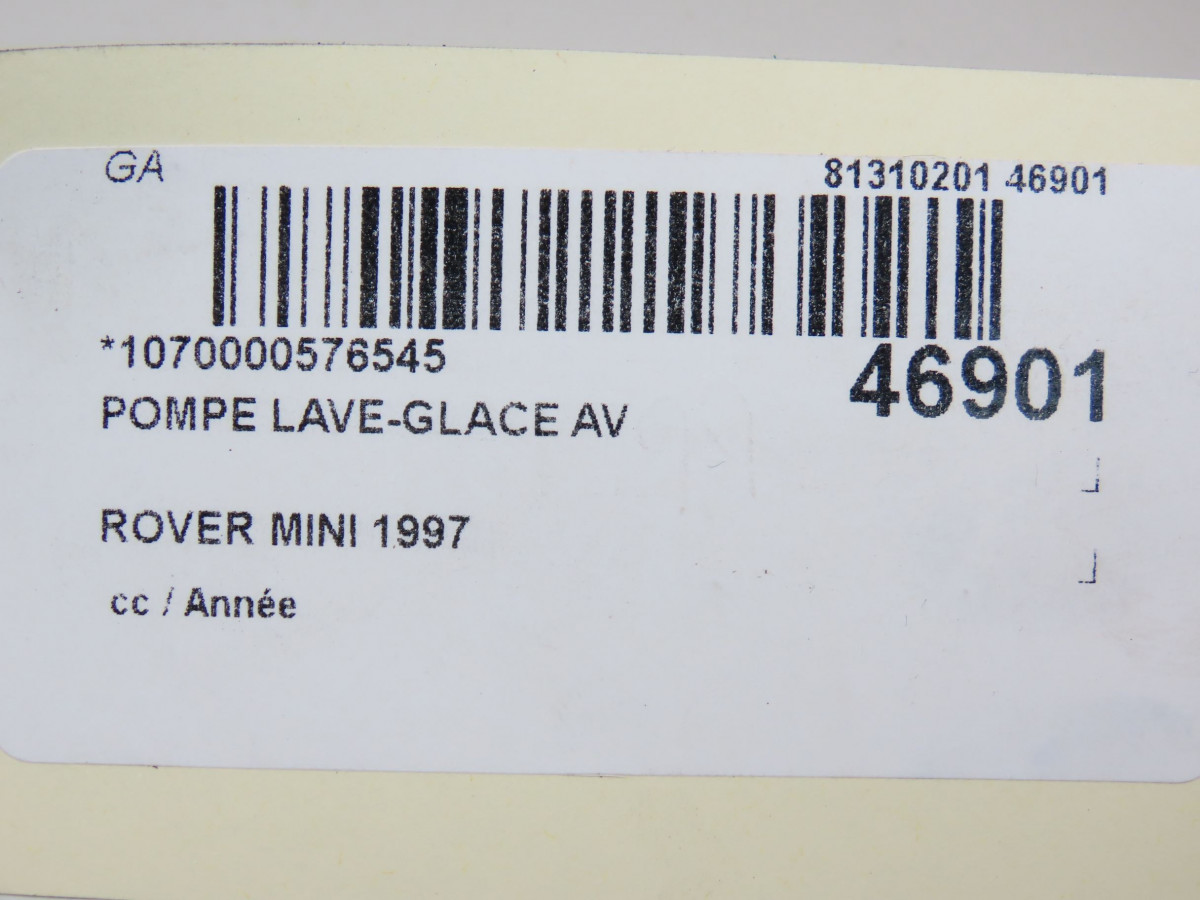 GA
81310201 46901
*1070000576545
46901
POMPE LAVE-GLACE AV
ROVER MINI 1997
cc / Année